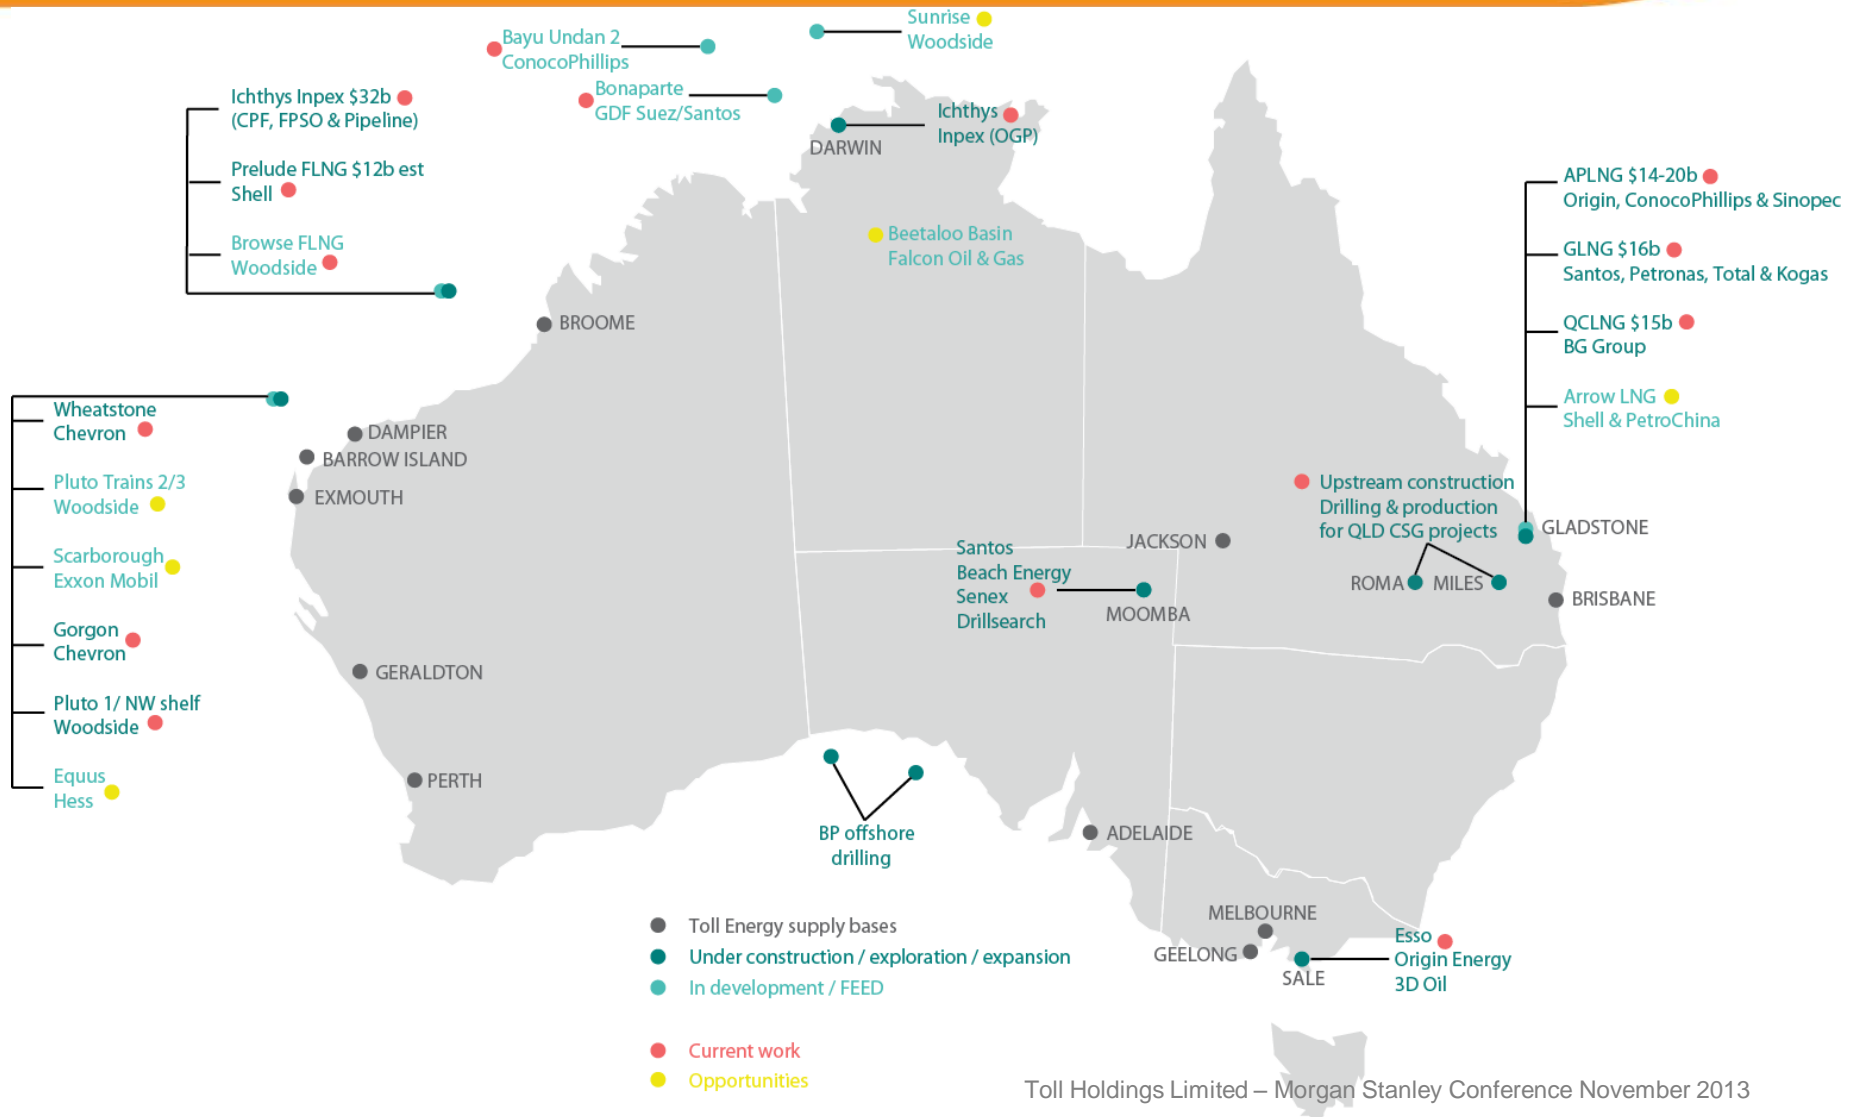 Sunrise
Woodside
Bayu Undan 2
ConocoPhillips
Bonaparte
GDF Suez/Santos
Ichthys Inpex $32b
(CPF, FPSO & Pipeline)
Prelude FLNG $12b est
Shell
Browse FLNG
Woodside
Ichthys
Inpex (OGP)
DARWIN
Beetaloo Basin
Falcon Oil & Gas
APLNG $14-20b
Origin, ConocoPhillips & Sinopec
GLNG $16b
Santos, Petronas, Total & Kogas
QCLNG $15b
BG Group
Arrow LNG
Shell & PetroChina
BROOME
Wheatstone
Chevron
Pluto Trains 2/3
Woodside
Scarborough
Exxon Mobil
Gorgon
Chevron
Pluto 1/ NW shelf
Woodside
Equus
Hess
DAMPIER
BARROW ISLAND
EXMOUTH
GERALDTON
PERTH
Upstream construction
Drilling & production
for QLD CSG projects
GLADSTONE
JACKSON
ROMA
MILES
BRISBANE
Santos
Beach Energy
Senex
Drillsearch
MOOMBA
BP offshore
drilling
ADELAIDE
MELBOURNE
GEELONG
SALE
Esso
Origin Energy
3D Oil
Toll Energy supply bases
Under construction / exploration / expansion
In development / FEED
Current work
Opportunities
Toll Holdings Limited – Morgan Stanley Conference November 2013